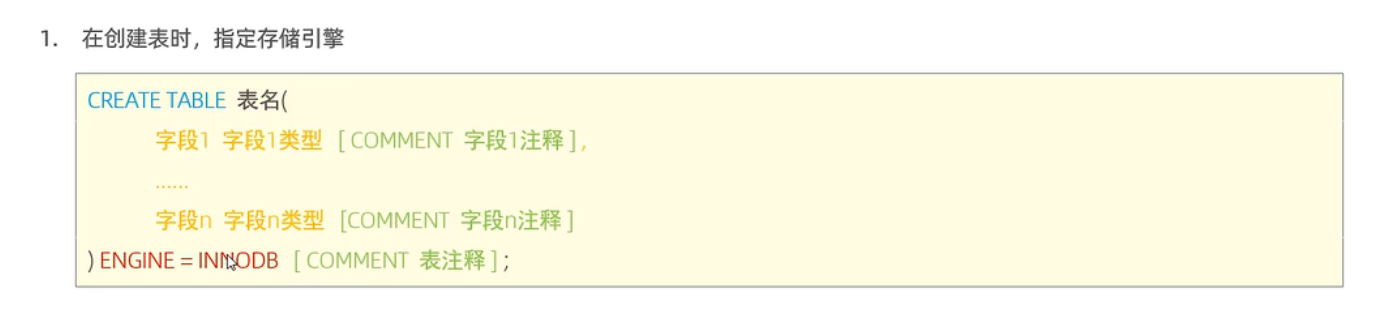 1. 在创建表时，指定存储引擎
CREATE TABLE 表名(
字段1 字段1类型 [ COMMENT 字段1注释 ] ,
......
字段n 字段n类型 [COMMENT 字段n注释 ]
) ENGINE = INNODB [ COMMENT 表注释 ] ;